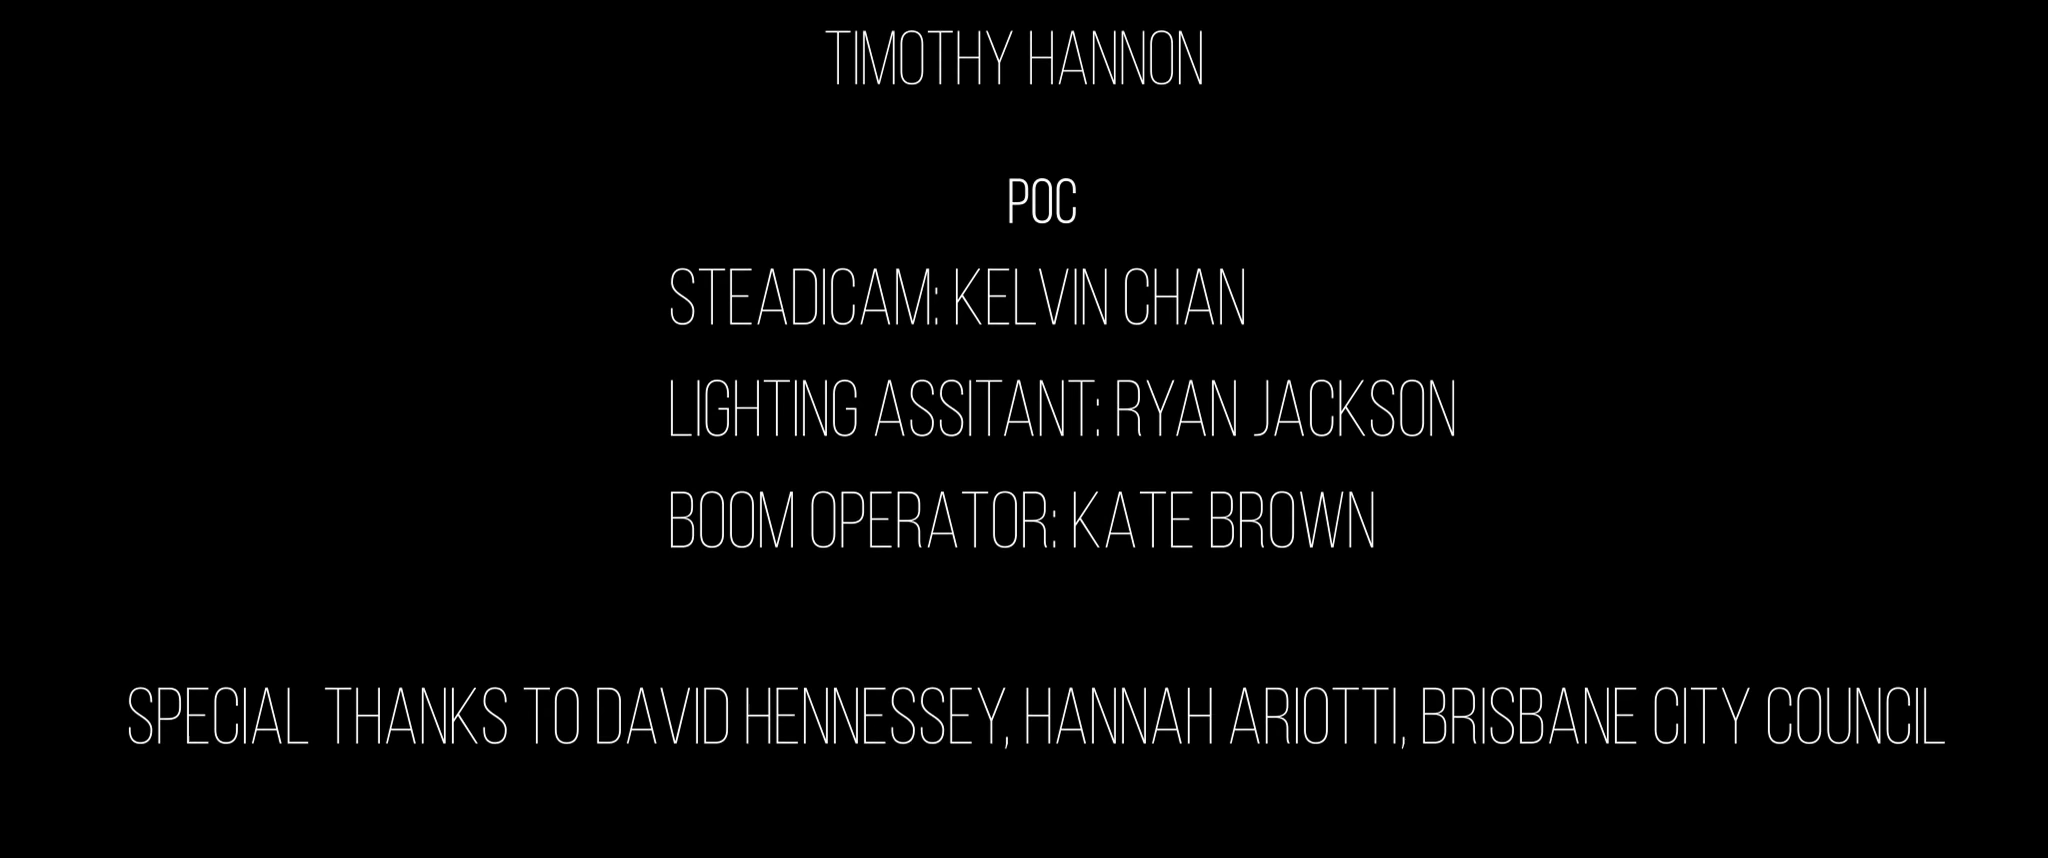 TIMOTHY HANNON
POC
STEADICAM: KELVIN CHAN
LIGHTING ASSITANT: RYAN JACKSON
BOOM OPERATOR: KATE BROWN
SPECIAL THANKS TO DAVID HENNESSEY, HANNAH ARIOTTI, BRISBANE CITY COUNCIL